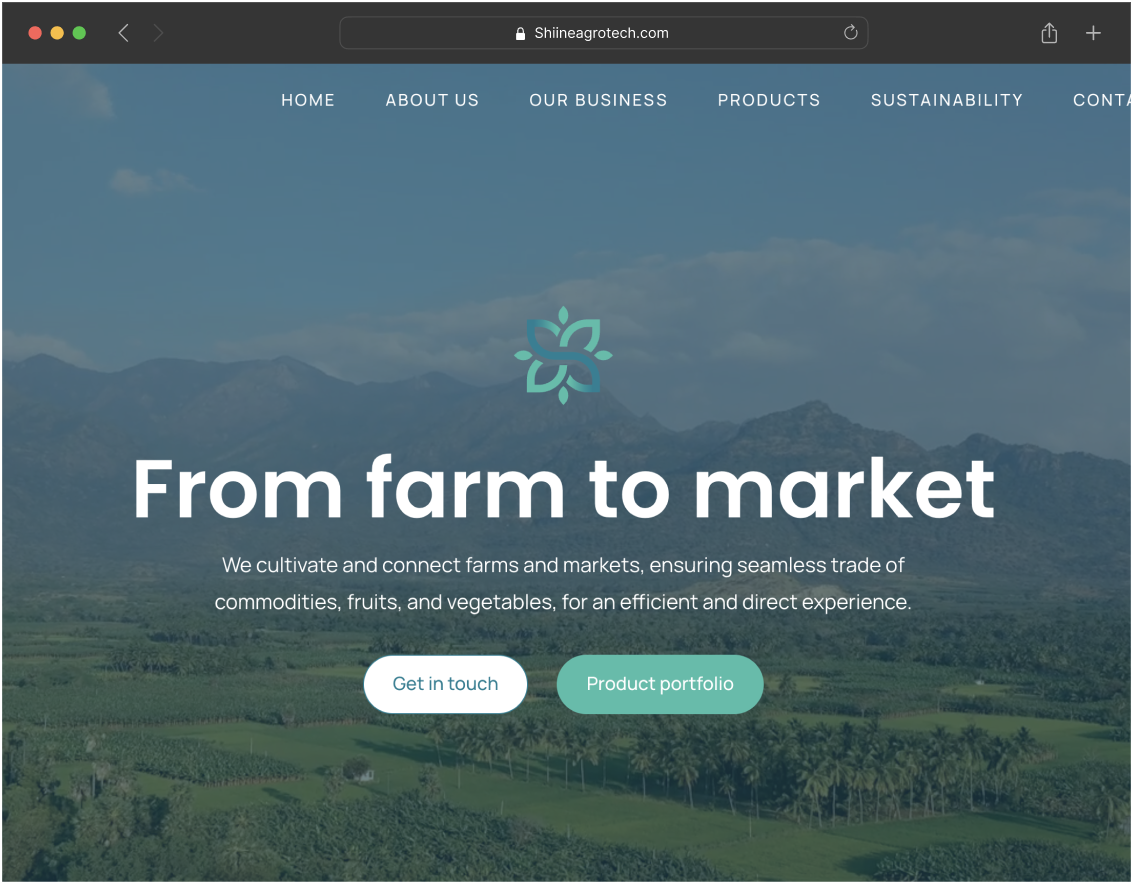 Shiineagrotech.com
HOME ABOUT US OUR BUSINESS PRODUCTS SUSTAINABILITY CONTA
From farm to market
We cultivate and connect farms and markets, ensuring seamless trade of
commodities, fruits, and vegetables, for an efficient and direct experience.
Get in touch Product portfolio